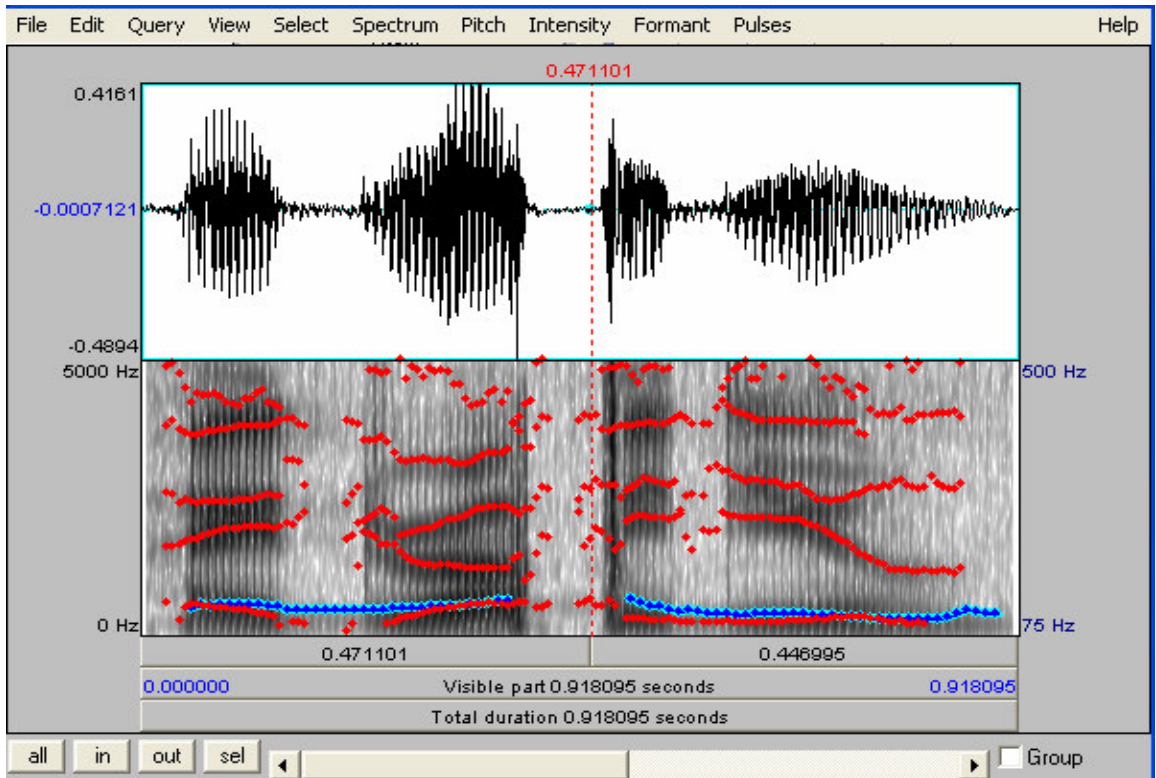 File Edit Query View Select Spectrum Pitch Intensity Formant Pulses Help
0.471101
0.4161
-0.0007121
-0.4894
5000 Hz 500 Hz
0 Hz 75 Hz
0.471101 0.446995
0.000000 Visible part 0.918095 seconds 0.918095
Total duration 0.918095 seconds
all in out sel Group